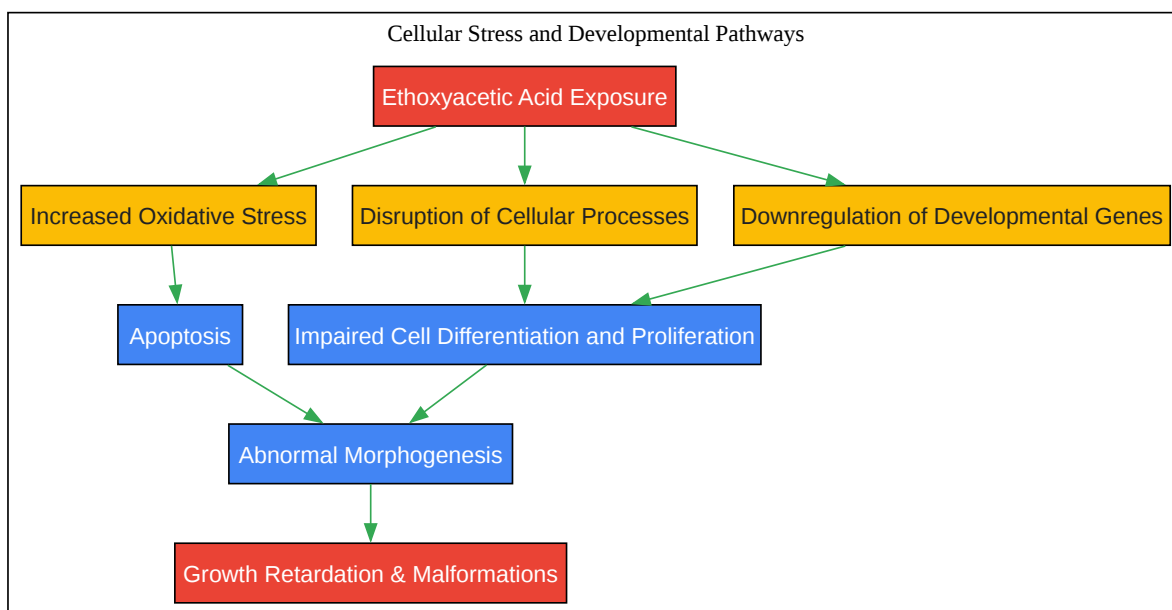 Cellular Stress and Developmental Pathways
Ethoxyacetic Acid Exposure
Increased Oxidative Stress
Disruption of Cellular Processes
Downregulation of Developmental Genes
Apoptosis
Impaired Cell Differentiation and Proliferation
Abnormal Morphogenesis
Growth Retardation & Malformations